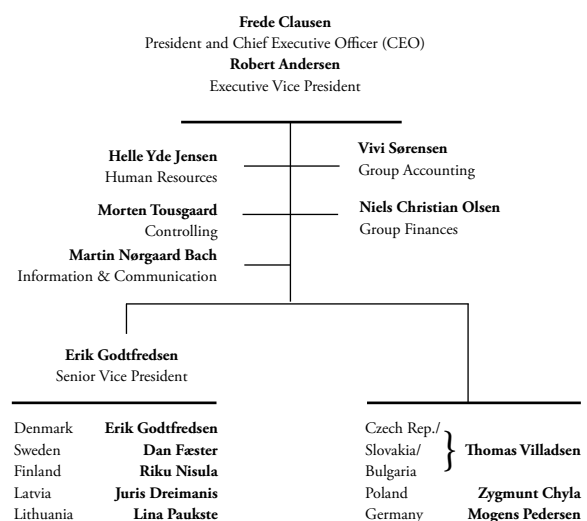 Frede Clausen
President and Chief Executive Officer (CEO)
Robert Andersen
Executive Vice President
Helle Yde Jensen
Human Resources
Vivi Sørensen
Group Accounting
Morten Tousgaard
Controlling
Niels Christian Olsen
Group Finances
Martin Nørgaard Bach
Information & Communication
Erik Godtfredsen
Senior Vice President
Denmark Erik Godtfredsen
Sweden Dan Fæster
Finland Riku Nisula
Latvia Juris Dreimanis
Lithuania Lina Paukste
Czech Rep./
Slovakia/ } Thomas Villadsen
Bulgaria
Poland Zygmunt Chyla
Germany Mogens Pedersen